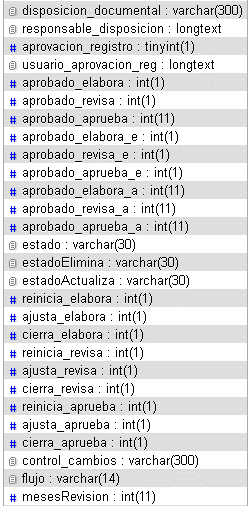 disposicion_documental : varchar(300)
responsable_disposicion : longtext
# aprovacion_registro : tinyint(1)
usuario_aprovacion_reg : longtext
# aprobado_elabora : int(1)
# aprobado_revisa : int(1)
# aprobado_aprueba : int(11)
# aprobado_elabora_e : int(1)
# aprobado_revisa_e : int(1)
# aprobado_aprueba_e : int(1)
# aprobado_elabora_a : int(11)
# aprobado_revisa_a : int(1)
# aprobado_aprueba_a : int(11)
estado : varchar(30)
estadoElimina : varchar(30)
estadoActualiza : varchar(30)
# reinicia_elabora : int(1)
# ajusta_elabora : int(1)
# cierra_elabora : int(1)
# reinicia_revisa : int(1)
# ajusta_revisa : int(1)
# cierra_revisa : int(1)
# reinicia_aprueba : int(1)
# ajusta_aprueba : int(1)
# cierra_aprueba : int(1)
control_cambios : varchar(300)
flujo : varchar(14)
# mesesRevision : int(11)